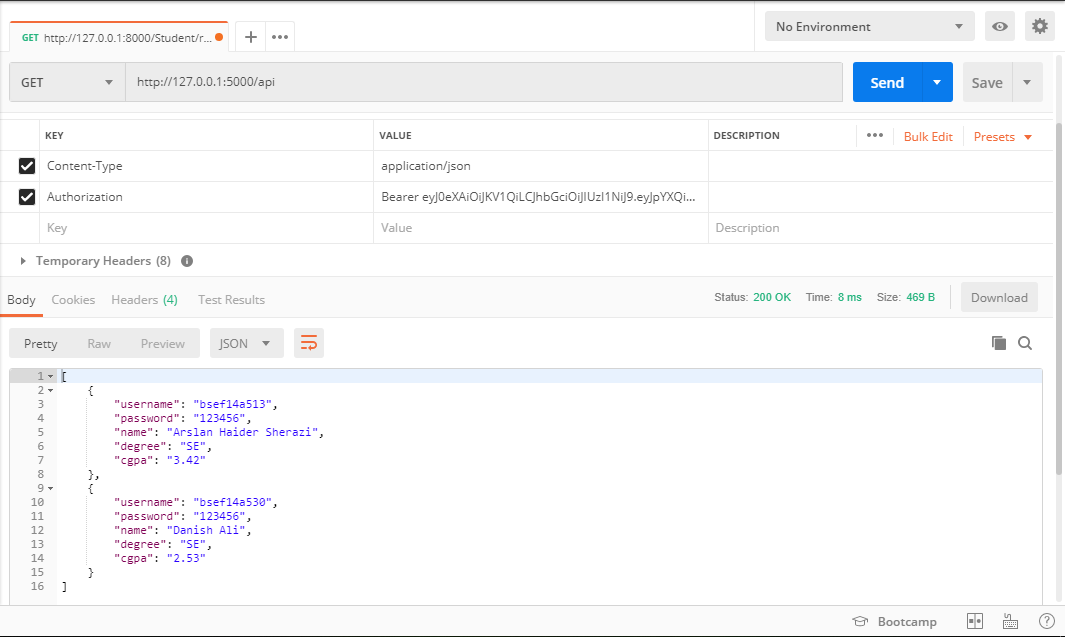 GET http://127.0.0.1:8000/Student/r... + ••• No Environment
GET http://127.0.0.1:5000/api Send Save
KEY VALUE DESCRIPTION ••• Bulk Edit Presets
Content-Type application/json
Authorization Bearer eyJ0eXAiOiJKV1QiLCJhbGciOiJIUzI1NiJ9.eyJpYXQi...
Key Value Description
Temporary Headers (8)
Body Cookies Headers (4) Test Results Status: 200 OK Time: 8 ms Size: 469 B Download
Pretty Raw Preview JSON
1 [
2 {
3 "username": "bsef14a513",
4 "password": "123456",
5 "name": "Arslan Haider Sherazi",
6 "degree": "SE",
7 "cgpa": "3.42"
8 },
9 {
10 "username": "bsef14a530",
11 "password": "123456",
12 "name": "Danish Ali",
13 "degree": "SE",
14 "cgpa": "2.53"
15 }
16 ]
Bootcamp